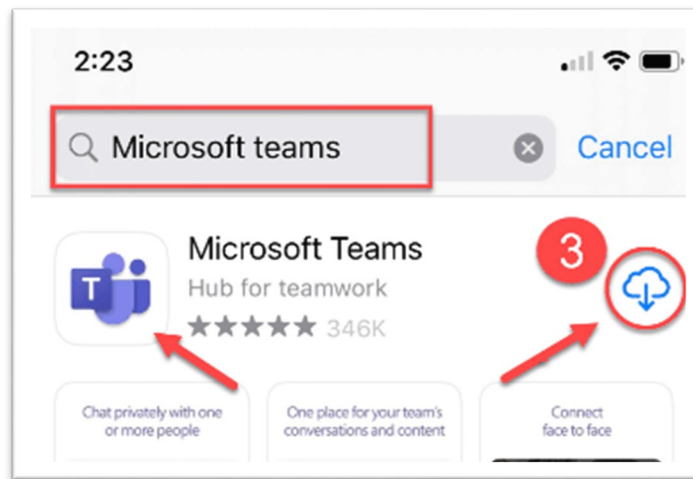 2:23
Microsoft teams
Cancel
Microsoft Teams
3
Hub for teamwork
T
346K
Chat privately with one
or more people
One place for your team's
conversations and content
Connect
face to face